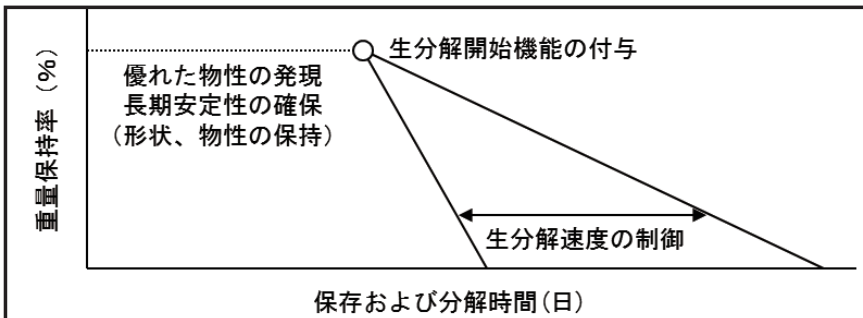 重量保持率（%）
生分解開始機能の付与
優れた物性の発現
長期安定性の確保
（形状、物性の保持）
生分解速度の制御
保存および分解時間(日)